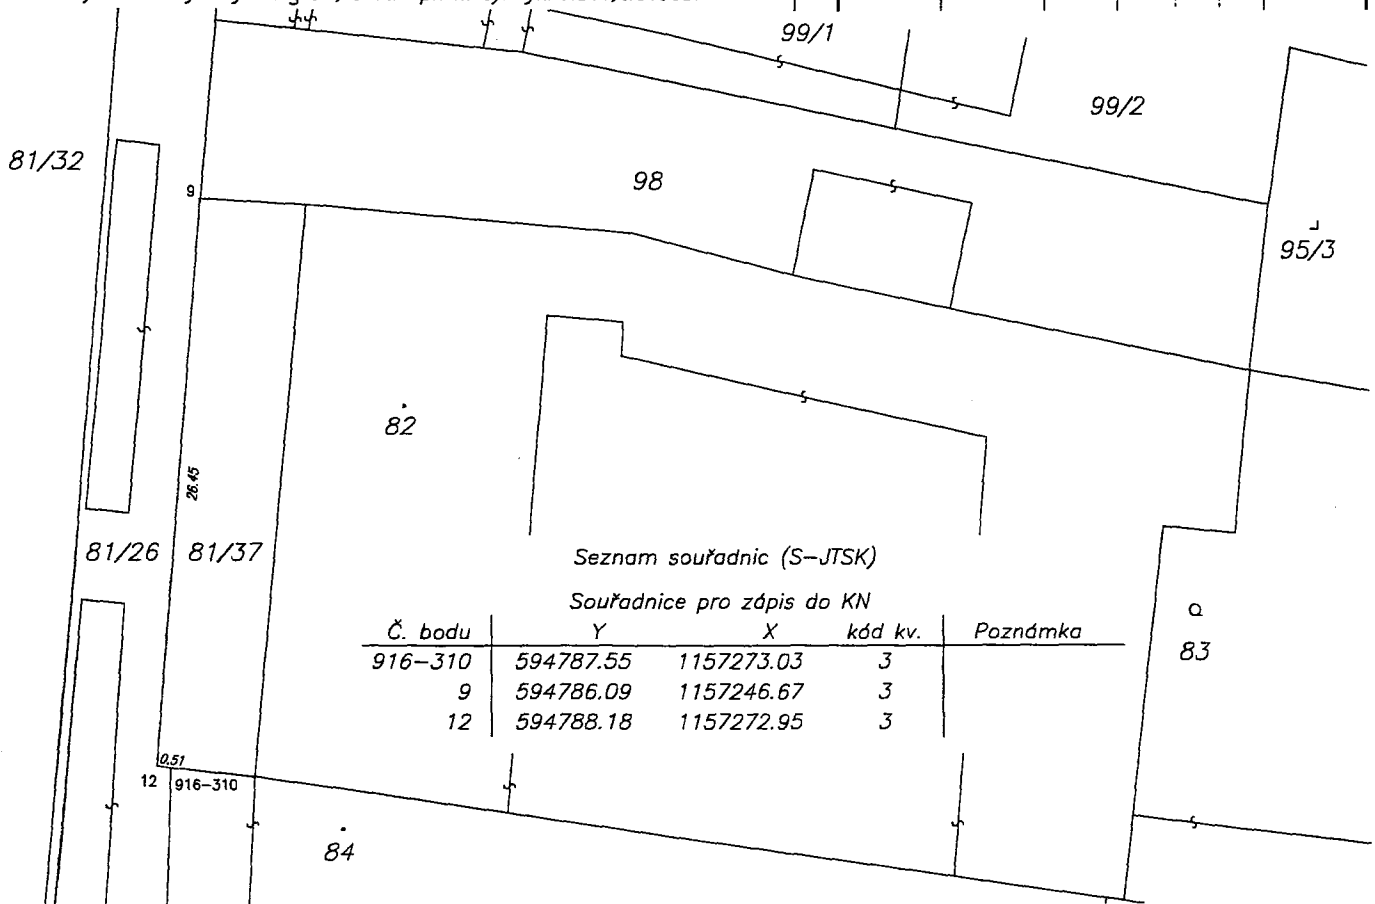 99/1
99/2
81/32
98
9
95/3
82
26.45
81/26
81/37
Seznam souřadnic (S-JTSK)
Souřadnice pro zápis do KN
Č. bodu Y X kód kv. Poznámka
916-310 594787.55 1157273.03 3
9 594786.09 1157246.67 3
12 594788.18 1157272.95 3
83
0.51
12 916-310
84